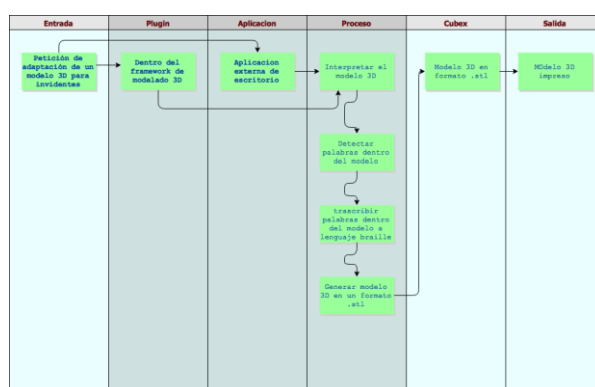 Entrada
Plugin
Aplicacion
Proceso
Cubex
Salida
Petición de
adaptación de un
modelo 3D para
invidentes
Dentro del
framework de
modelado 3D
Aplicacion
externa de
escritorio
Interpretar el
modelo 3D
Modelo 3D en
formato .stl
MOdelo 3D
impreso
Detectar
palabras dentro
del modelo
trascribir
palabras dentro
del modelo a
lenguaje braille
Generar modelo
3D en un formato
.stl